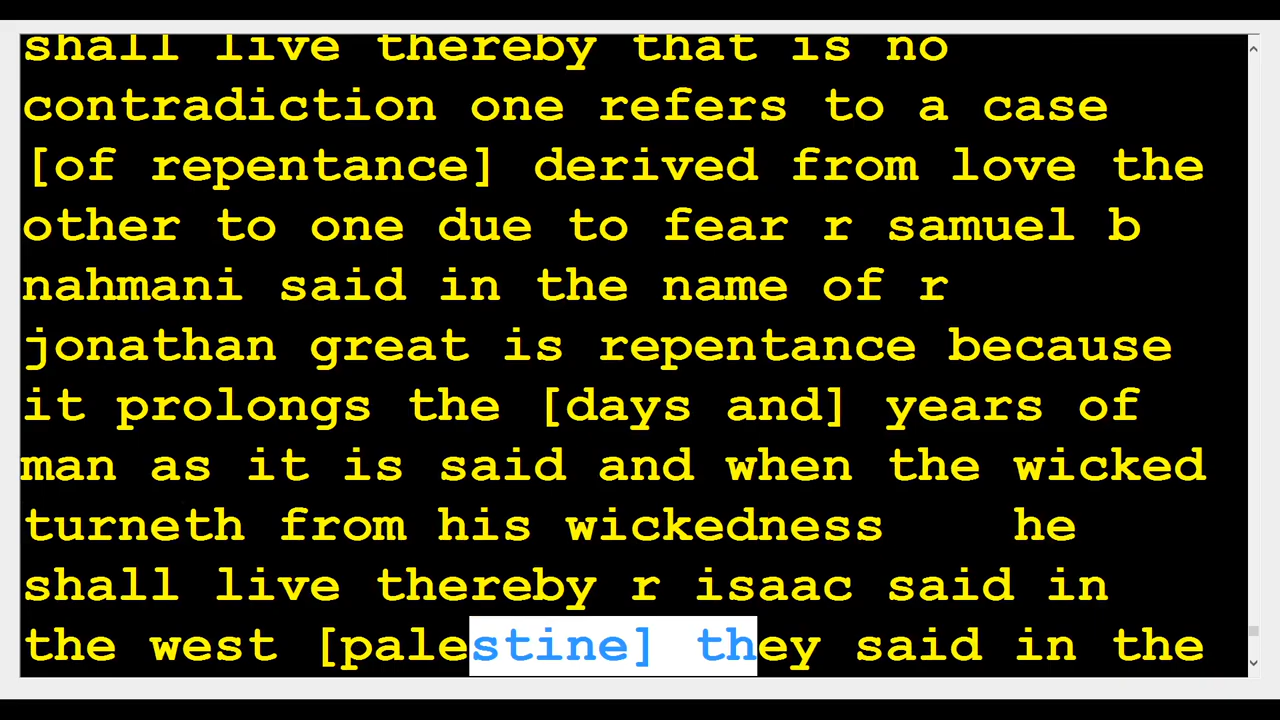 shall live thereby that is no
contradiction one refers to a case
[of repentance] derived from love the
other to one due to fear r samuel b
nahmani said in the name of r
jonathan great is repentance because
it prolongs the [days and] years of
man as it is said and when the wicked
turneth from his wickedness    he
shall live thereby r isaac said in
the west [palestine] they said in the